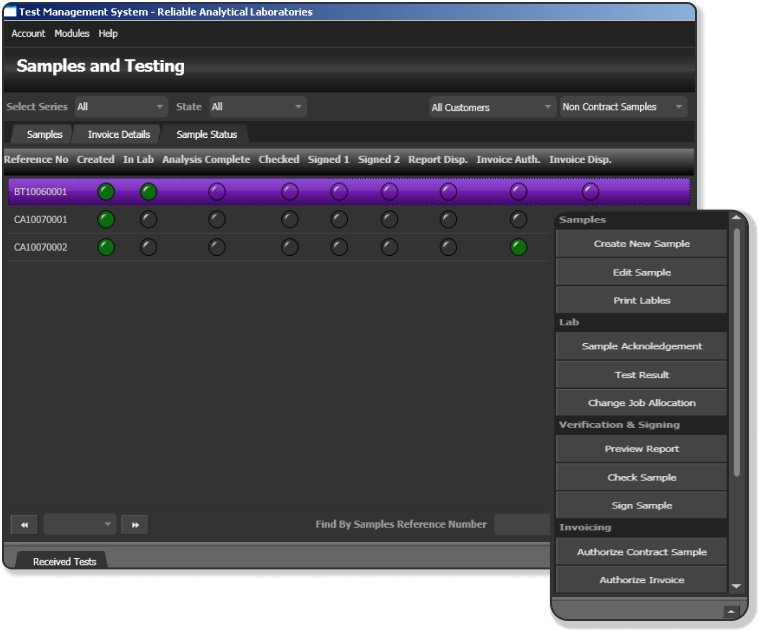 Test Management System - Reliable Analytical Laboratories
Account Modules Help
Samples and Testing
Select Series All State All All Customers Non Contract Samples
Samples Invoice Details Sample Status
Reference No Created In Lab Analysis Complete Checked Signed 1 Signed 2 Report Disp. Invoice Auth. Invoice Disp.
BT10060001
CA10070001
CA10070002
Find By Samples Reference Number
Received Tests
Samples
Create New Sample
Edit Sample
Print Lables
Lab
Sample Acknoledgement
Test Result
Change Job Allocation
Verification & Signing
Preview Report
Check Sample
Sign Sample
Invoicing
Authorize Contract Sample
Authorize Invoice